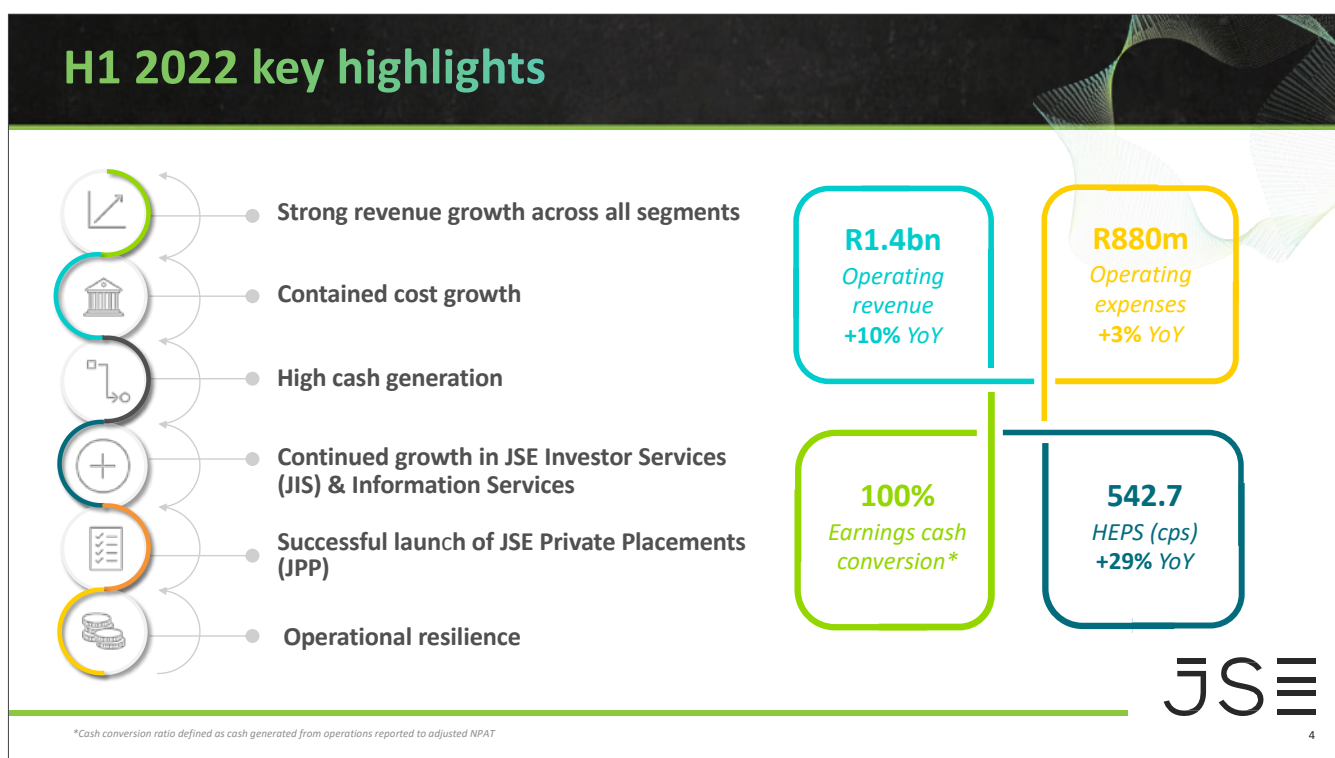 H1 2022 key highlights
Strong revenue growth across all segments
Contained cost growth
High cash generation
Continued growth in JSE Investor Services
(JIS) & Information Services
Successful launch of JSE Private Placements
(JPP)
Operational resilience
R1.4bn
Operating
revenue
+10% YoY
R880m
Operating
expenses
+3% YoY
100%
Earnings cash
conversion*
542.7
HEPS (cps)
+29% YoY
JSE
*Cash conversion ratio defined as cash generated from operations reported to adjusted NPAT
4